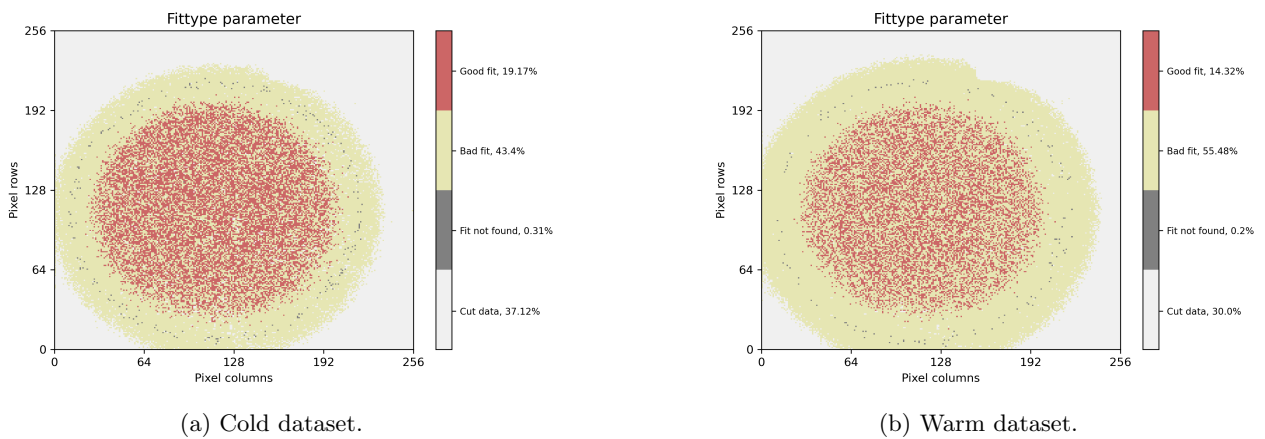 Fittype parameter
256
192
128
64
0
0 64 128 192 256
Pixel rows
Pixel columns
Good fit, 19.17%
Bad fit, 43.4%
Fit not found, 0.31%
Cut data, 37.12%
(a) Cold dataset.
Fittype parameter
256
192
128
64
0
0 64 128 192 256
Pixel rows
Pixel columns
Good fit, 14.32%
Bad fit, 55.48%
Fit not found, 0.2%
Cut data, 30.0%
(b) Warm dataset.